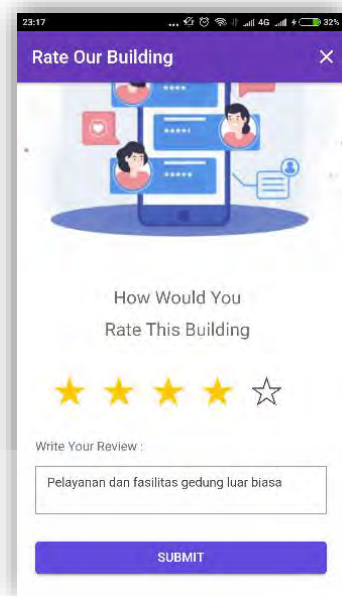 23:17 ... 4G 32%
Rate Our Building
How Would You
Rate This Building
Write Your Review :
Pelayanan dan fasilitas gedung luar biasa
SUBMIT